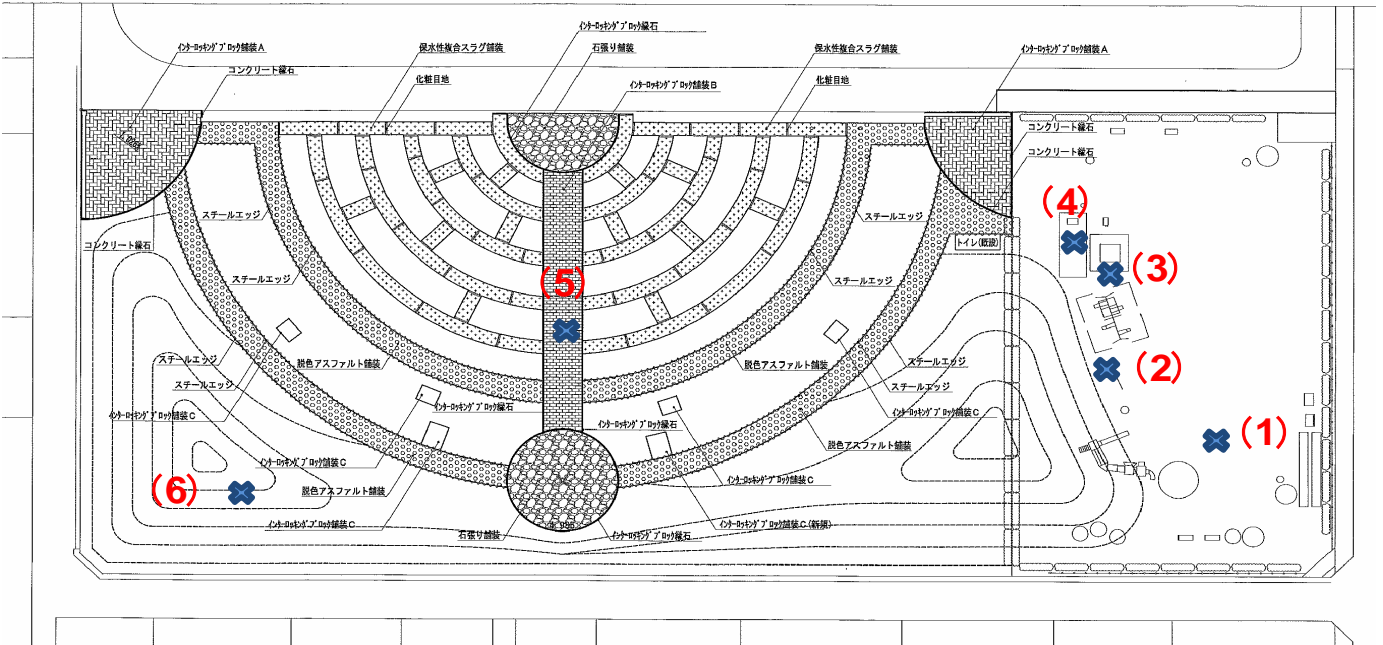 インターロッキングブロック縁石
インターロッキングブロック舗装A
保水性複合スラグ舗装
石張り舗装
保水性複合スラグ舗装
インターロッキングブロック舗装A
コンクリート縁石
化粧目地
インターロッキングブロック舗装B
化粧目地
コンクリート縁石
コンクリート縁石
(4)
スチールエッジ
スチールエッジ
コンクリート縁石
トイレ(既設)
(3)
スチールエッジ
(5)
スチールエッジ
スチールエッジ
脱色アスファルト舗装
脱色アスファルト舗装
スチールエッジ
(2)
スチールエッジ
スチールエッジ
インターロッキングブロック舗装C
インターロッキングブロック縁石
インターロッキングブロック舗装C
インターロッキングブロック縁石
(1)
脱色アスファルト舗装
インターロッキングブロック舗装C
(6)
脱色アスファルト舗装
インターロッキングブロック舗装C
インターロッキングブロック舗装C
インターロッキングブロック舗装C(新規)
石張り舗装
インターロッキングブロック縁石